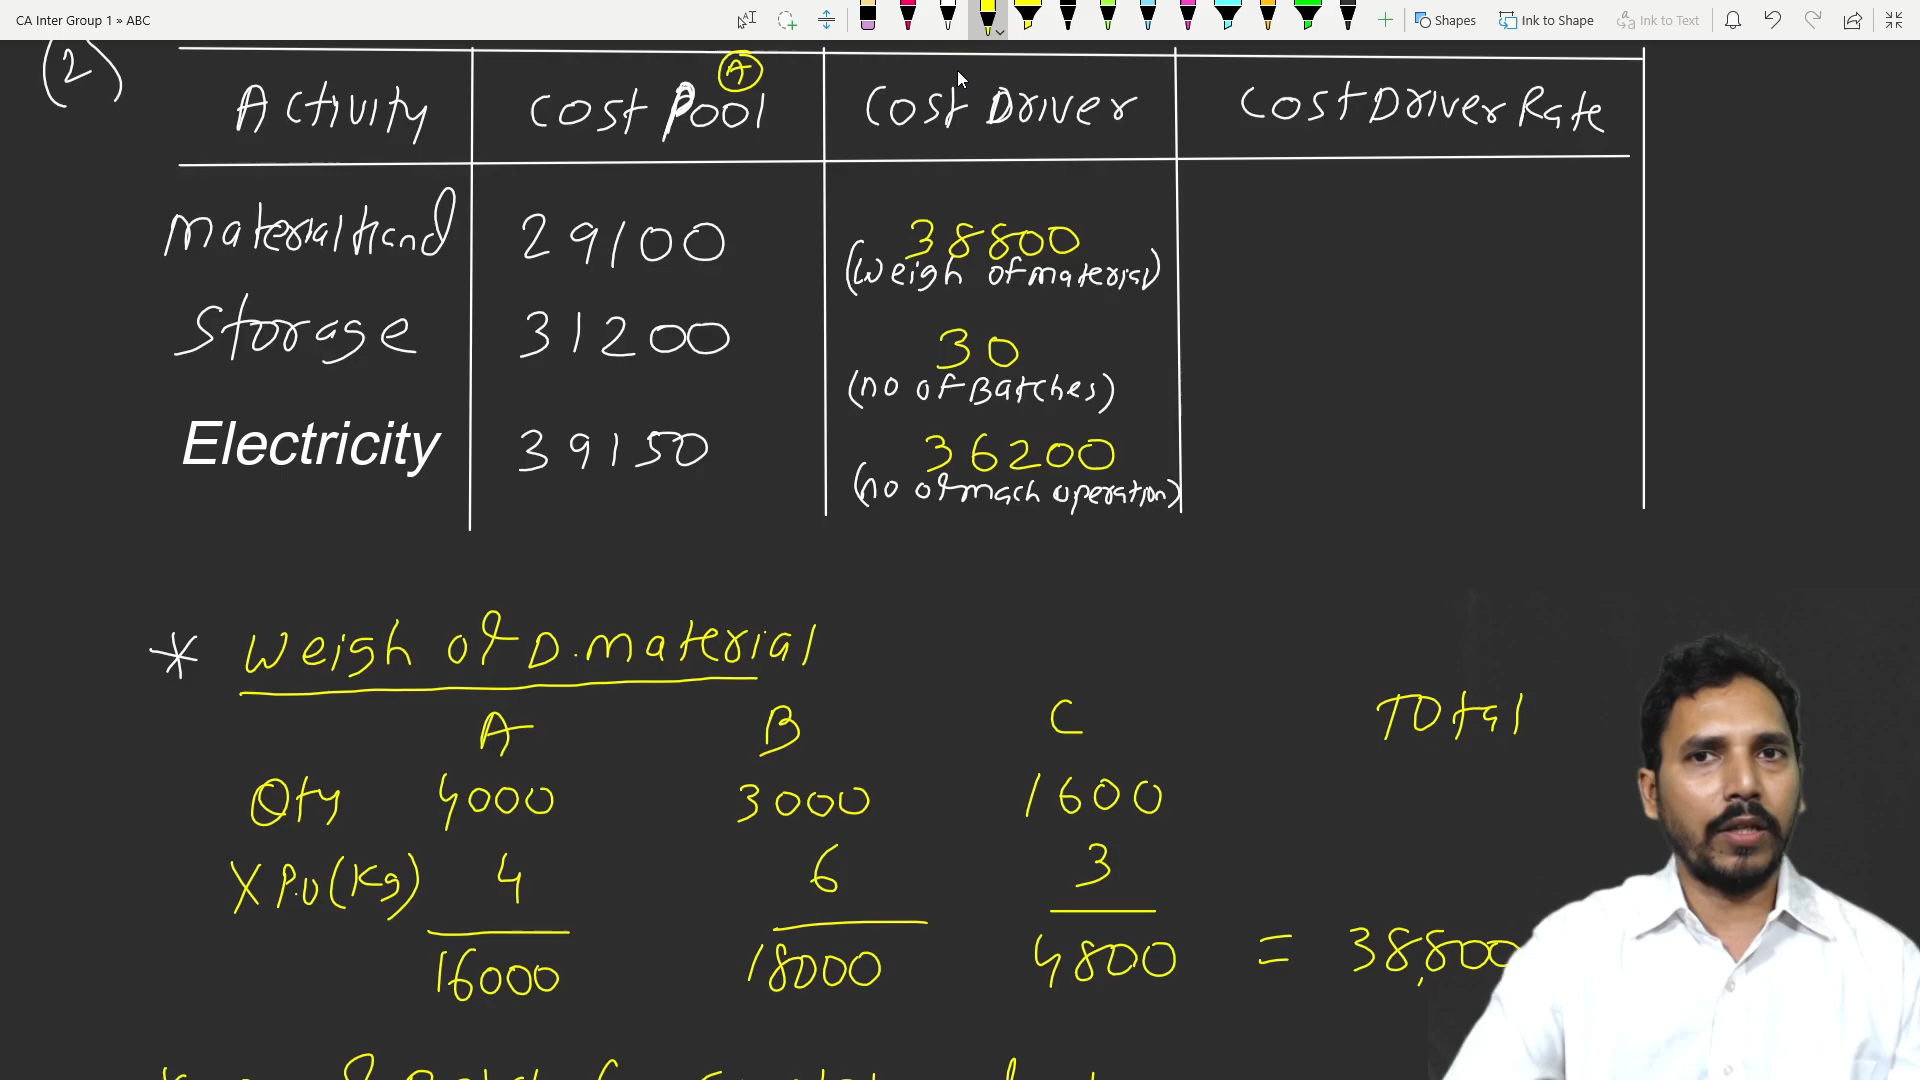 CA Inter Group 1 » ABC
Shapes Ink to Shape Ink to Text
(2)
Activity Cost Pool A Cost Driver Cost Driver Rate
Material Hand 29100 38800
(Weigh of material)
Storage 31200 30
(no of Batches)
Electricity 39150 36200
(no of mach operation)
* Weigh of D.material
A B C Total
Qty 4000 3000 1600
X P.U(Kg) 4 6 3
16000 18000 4800 = 38,800